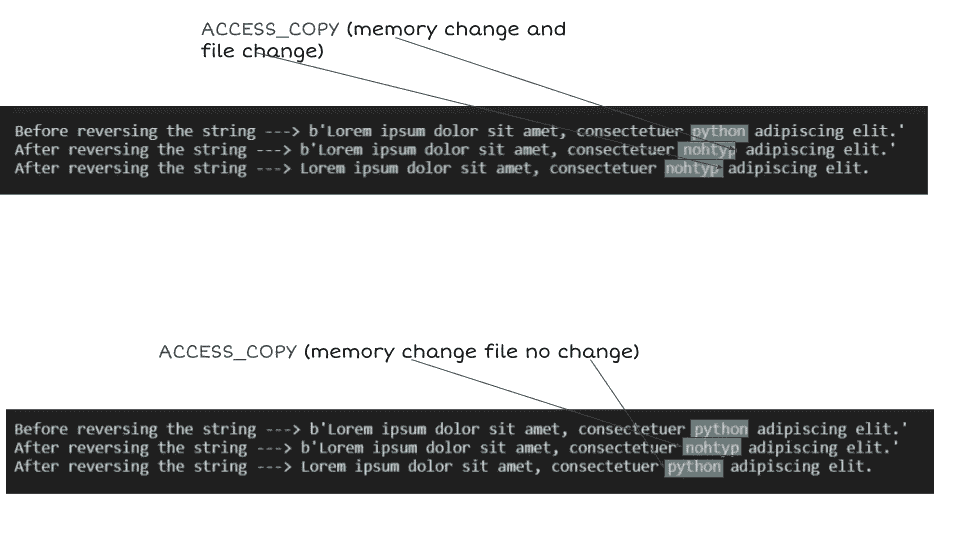 ACCESS_COPY (memory change and
file change)
Before reversing the string ---> b'Lorem ipsum dolor sit amet, consectetuer python adipiscing elit.'
After reversing the string ---> b'Lorem ipsum dolor sit amet, consectetuer nohtyp adipiscing elit.'
After reversing the string ---> Lorem ipsum dolor sit amet, consectetuer nohtyp adipiscing elit.
ACCESS_COPY (memory change file no change)
Before reversing the string ---> b'Lorem ipsum dolor sit amet, consectetuer python adipiscing elit.'
After reversing the string ---> b'Lorem ipsum dolor sit amet, consectetuer nohtyp adipiscing elit.'
After reversing the string ---> Lorem ipsum dolor sit amet, consectetuer python adipiscing elit.